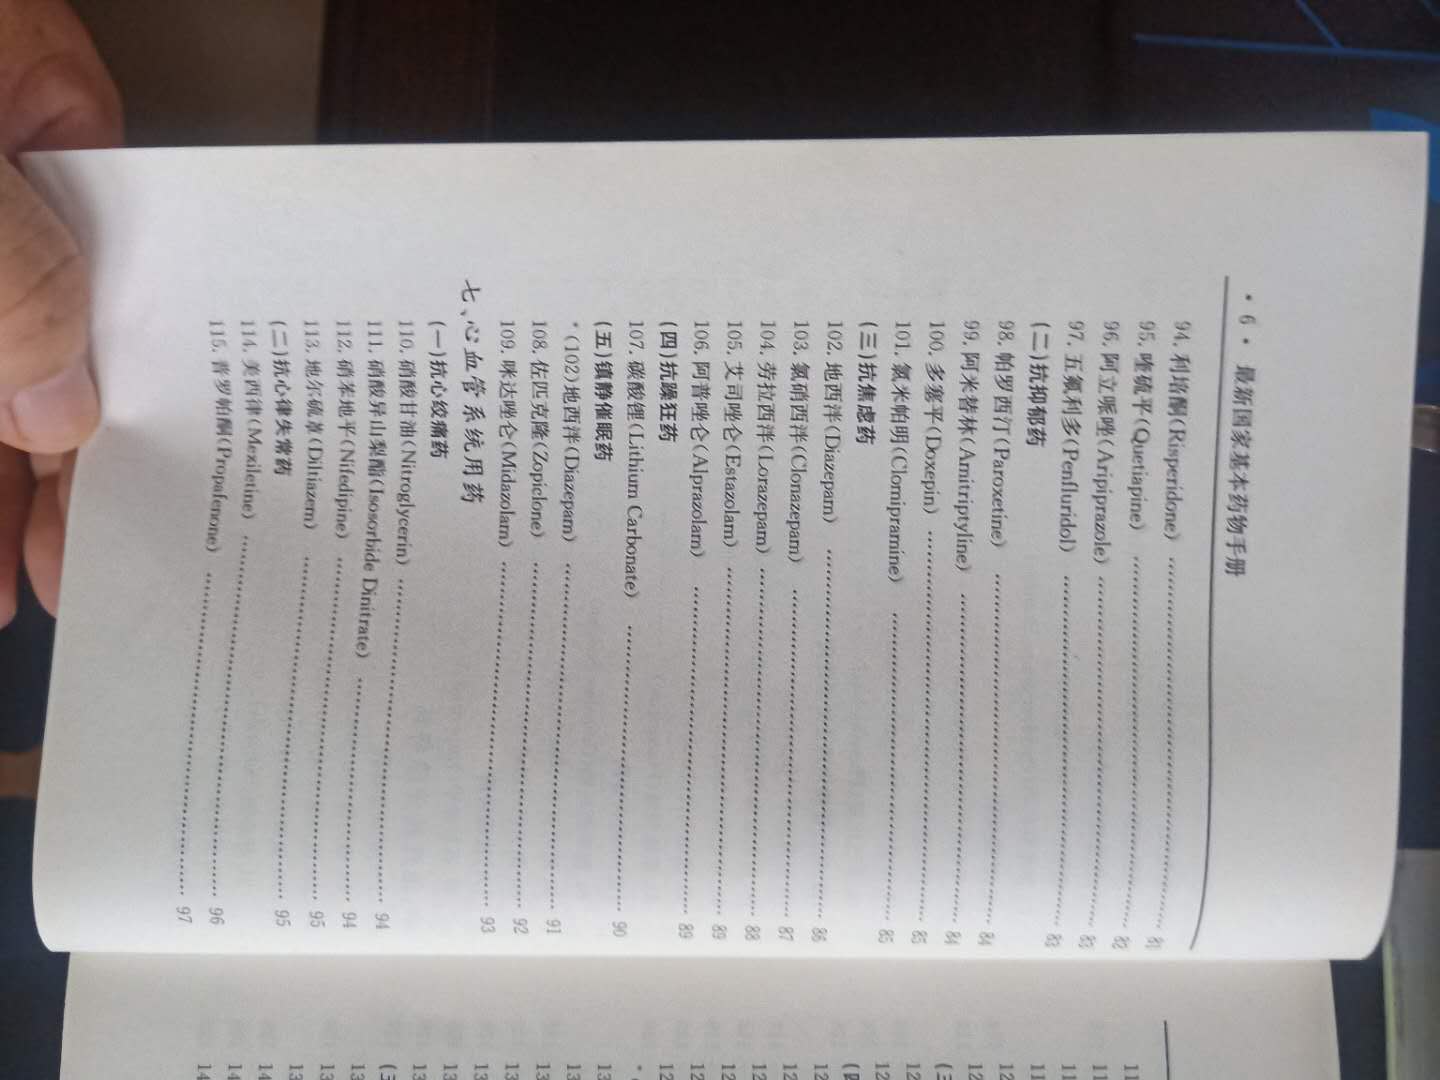 · 6 · 最新国家基本药物手册
94. 利培酮(Risperidone) …… 81
95. 喹硫平(Quetiapine) …… 82
96. 阿立哌唑(Aripiprazole) …… 83
97. 五氟利多(Penfluridol) …… 83
(二)抗抑郁药
98. 帕罗西汀(Paroxetine) …… 84
99. 阿米替林(Amitriptyline) …… 84
100. 多塞平(Doxepin) …… 85
101. 氯米帕明(Clomipramine) …… 85
(三)抗焦虑药
102. 地西泮(Diazepam) …… 86
103. 氯硝西泮(Clonazepam) …… 87
104. 劳拉西泮(Lorazepam) …… 88
105. 艾司唑仑(Estazolam) …… 89
106. 阿普唑仑(Alprazolam) …… 89
(四)抗躁狂药
107. 碳酸锂(Lithium Carbonate) …… 90
(五)镇静催眠药
*(102)地西泮(Diazepam) …… 91
108. 佐匹克隆(Zopiclone) …… 92
109. 咪达唑仑(Midazolam) …… 93
七、心血管系统用药
(一)抗心绞痛药
110. 硝酸甘油(Nitroglycerin) …… 94
111. 硝酸异山梨酯(Isosorbide Dinitrate) …… 94
112. 硝苯地平(Nifedipine) …… 95
113. 地尔硫䓬(Diltiazem) …… 95
(二)抗心律失常药
114. 美西律(Mexiletine) …… 96
115. 普罗帕酮(Propafenone) …… 97